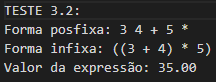 TESTE 3.2:
Forma posfixa: 3 4 + 5 *
Forma infixa: ((3 + 4) * 5)
Valor da expressão: 35.00